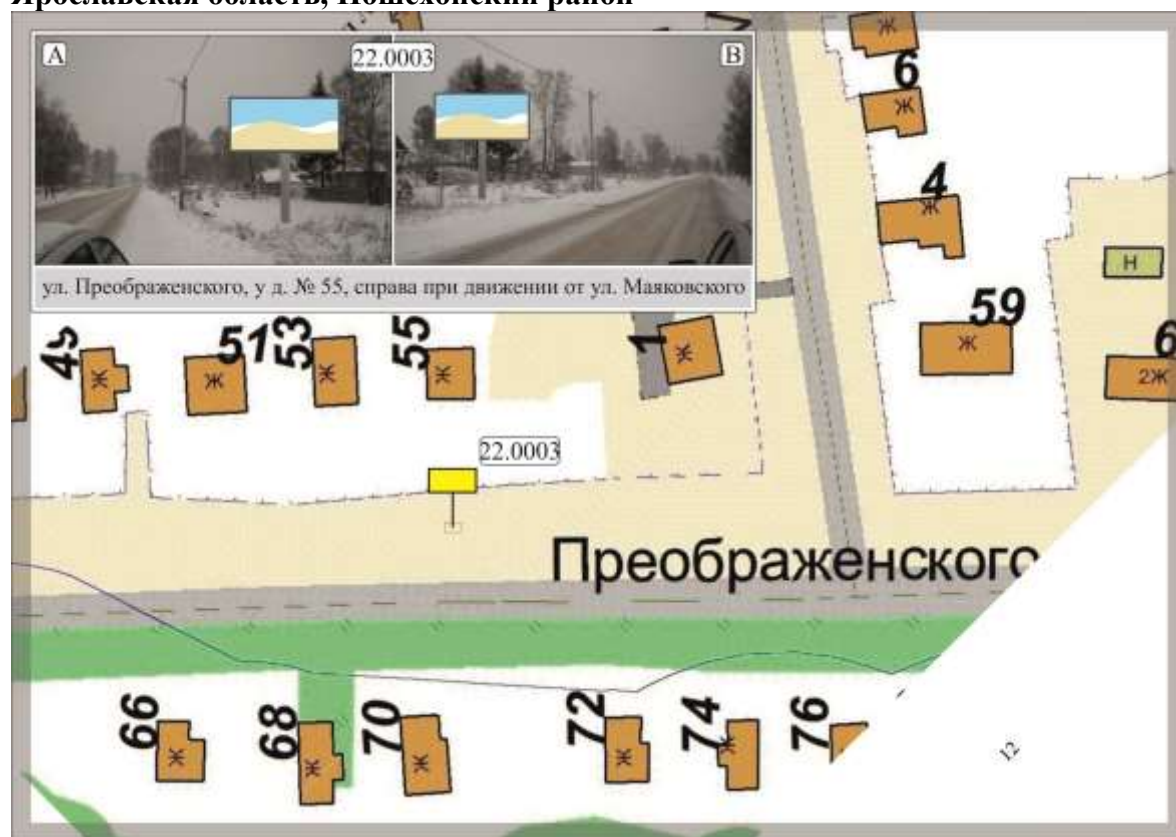 Ярославская область, Пошехонский район
A
22.0003
B
ул. Преображенского, у д. № 55, справа при движении от ул. Маяковского
Ж
6
Ж
4
Ж
Н
59
Ж
6
2Ж
49
Ж
51
Ж
53
Ж
55
Ж
1
Ж
22.0003
Преображенского
66
Ж
68
Ж
70
Ж
72
Ж
74
Ж
76
12